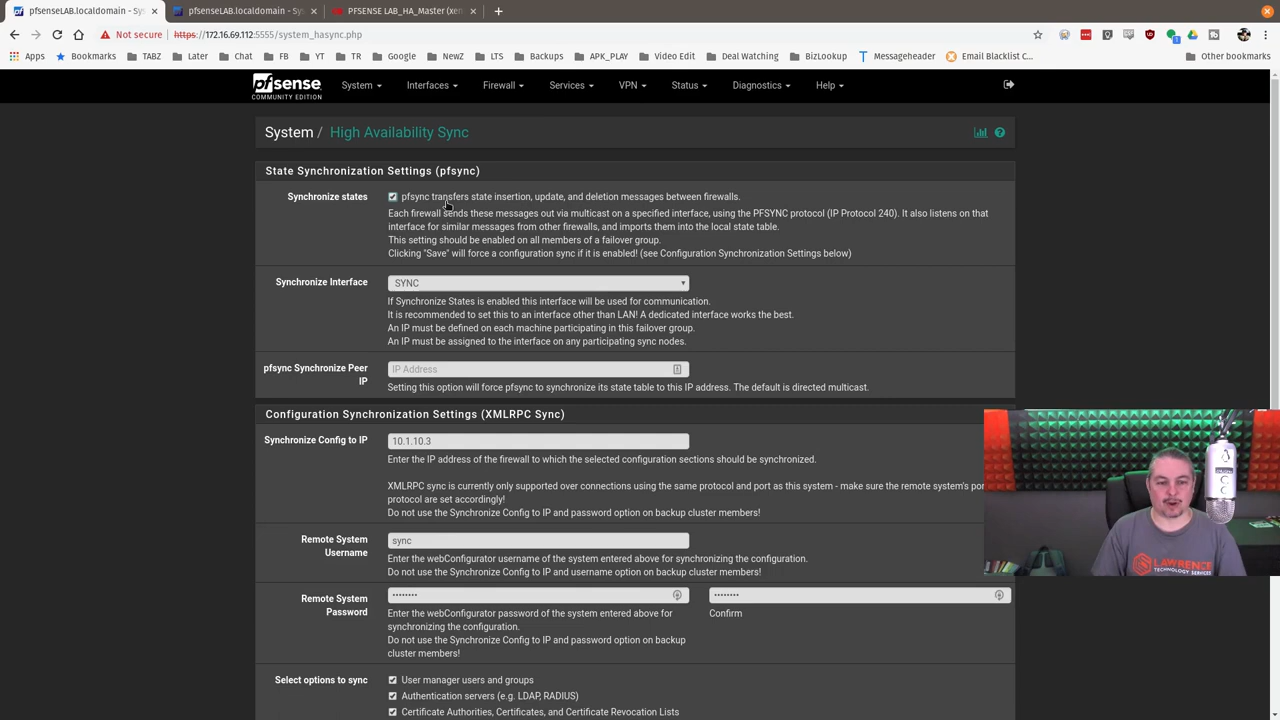 pfsenseLAB.localdomain - Sys
pfsenseLAB.localdomain - Sys
PFSENSE LAB_HA_Master (xen
Not secure
https://172.16.69.112:5555/system_hasync.php
Apps
Bookmarks
TABZ
Later
Chat
FB
YT
TR
Google
NewZ
LTS
Backups
APK_PLAY
Video Edit
Deal Watching
BizLookup
Messageheader
Email Blacklist C...
Other bookmarks
pfsense
COMMUNITY EDITION
System
Interfaces
Firewall
Services
VPN
Status
Diagnostics
Help
System / High Availability Sync
State Synchronization Settings (pfsync)
Synchronize states
pfsync transfers state insertion, update, and deletion messages between firewalls.
Each firewall sends these messages out via multicast on a specified interface, using the PFSYNC protocol (IP Protocol 240). It also listens on that
interface for similar messages from other firewalls, and imports them into the local state table.
This setting should be enabled on all members of a failover group.
Clicking "Save" will force a configuration sync if it is enabled! (see Configuration Synchronization Settings below)
Synchronize Interface
SYNC
If Synchronize States is enabled this interface will be used for communication.
It is recommended to set this to an interface other than LAN! A dedicated interface works the best.
An IP must be defined on each machine participating in this failover group.
An IP must be assigned to the interface on any participating sync nodes.
pfsync Synchronize Peer
IP
IP Address
Setting this option will force pfsync to synchronize its state table to this IP address. The default is directed multicast.
Configuration Synchronization Settings (XMLRPC Sync)
Synchronize Config to IP
10.1.10.3
Enter the IP address of the firewall to which the selected configuration sections should be synchronized.
XMLRPC sync is currently only supported over connections using the same protocol and port as this system - make sure the remote system's por
protocol are set accordingly!
Do not use the Synchronize Config to IP and password option on backup cluster members!
Remote System
Username
sync
Enter the webConfigurator username of the system entered above for synchronizing the configuration.
Do not use the Synchronize Config to IP and username option on backup cluster members!
Remote System
Password
••••••••
••••••••
Enter the webConfigurator password of the system entered above for
synchronizing the configuration.
Do not use the Synchronize Config to IP and password option on backup
cluster members!
Confirm
Select options to sync
User manager users and groups
Authentication servers (e.g. LDAP, RADIUS)
Certificate Authorities, Certificates, and Certificate Revocation Lists
LAWRENCE
TECHNOLOGY SERVICES